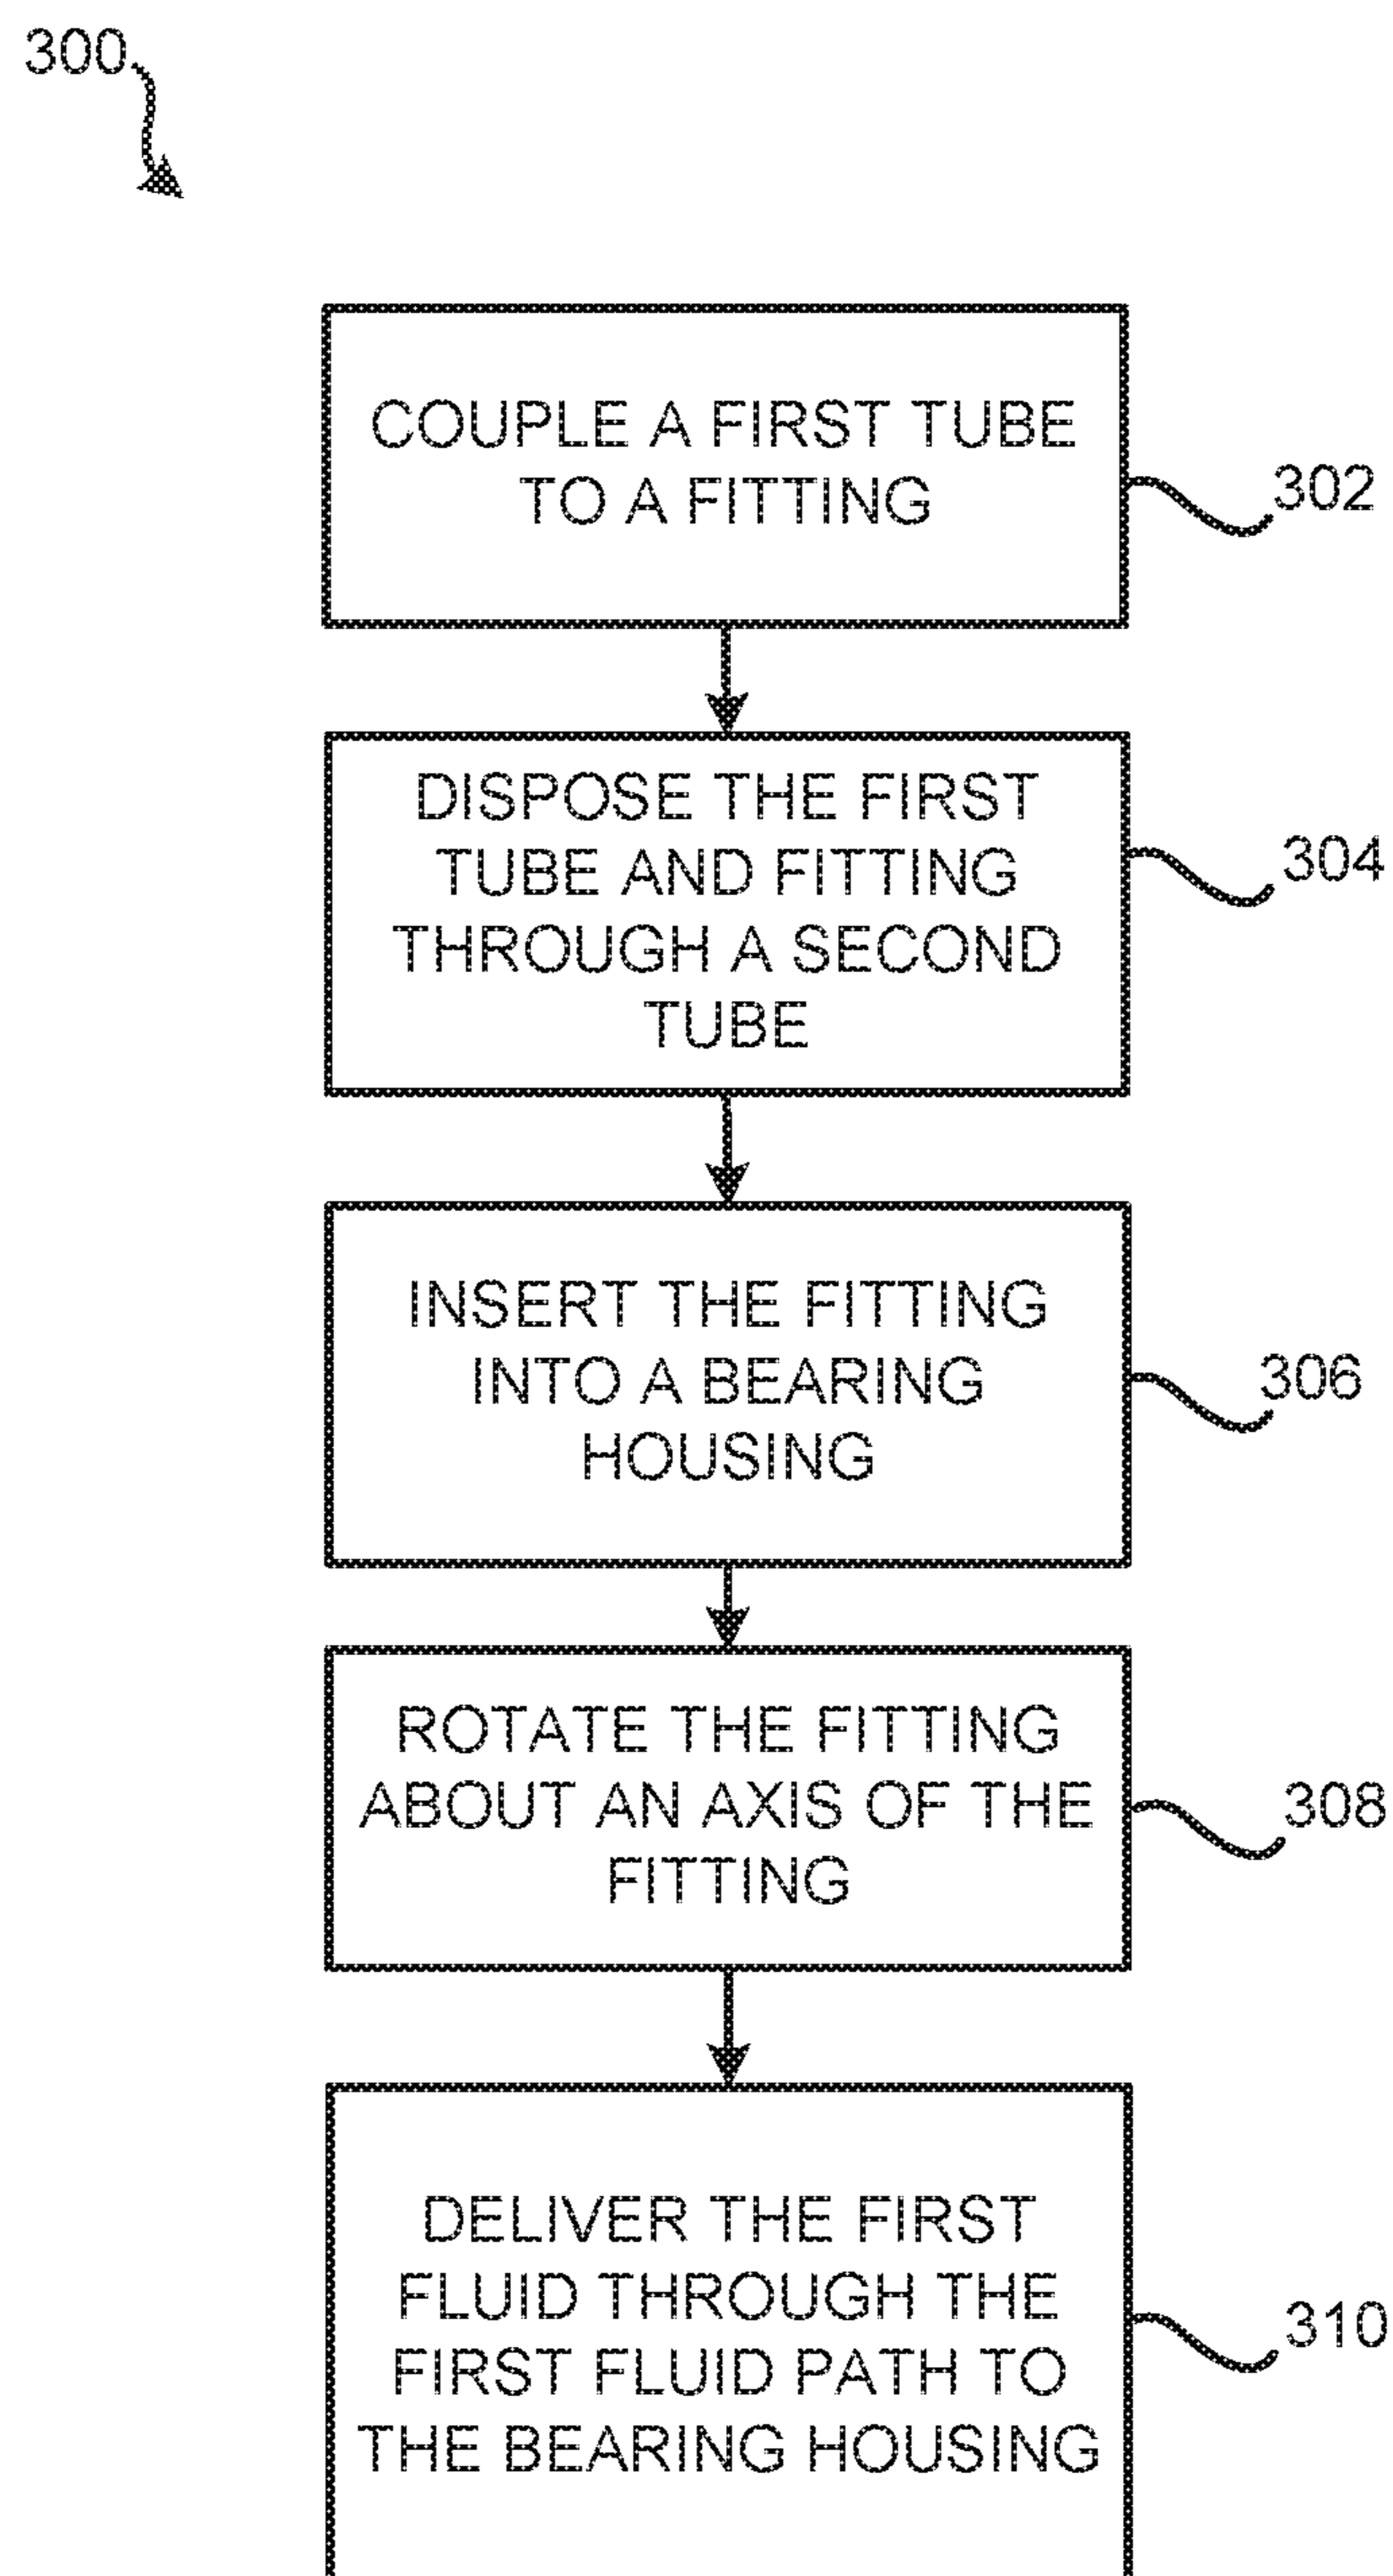 300
COUPLE A FIRST TUBE
TO A FITTING
302
DISPOSE THE FIRST
TUBE AND FITTING
THROUGH A SECOND
TUBE
304
INSERT THE FITTING
INTO A BEARING
HOUSING
306
ROTATE THE FITTING
ABOUT AN AXIS OF THE
FITTING
308
DELIVER THE FIRST
FLUID THROUGH THE
FIRST FLUID PATH TO
THE BEARING HOUSING
310